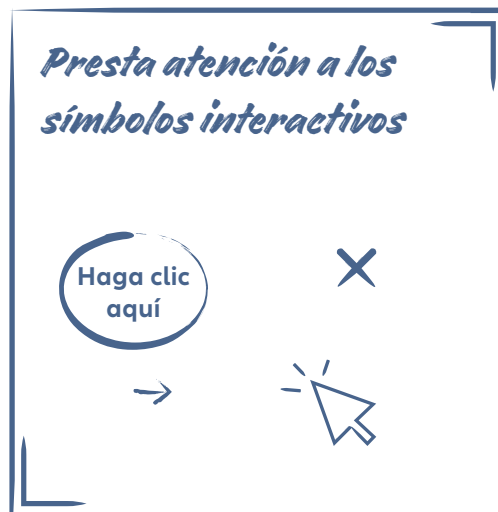 Presta atención a los
símbolos interactivos
Haga clic
aquí